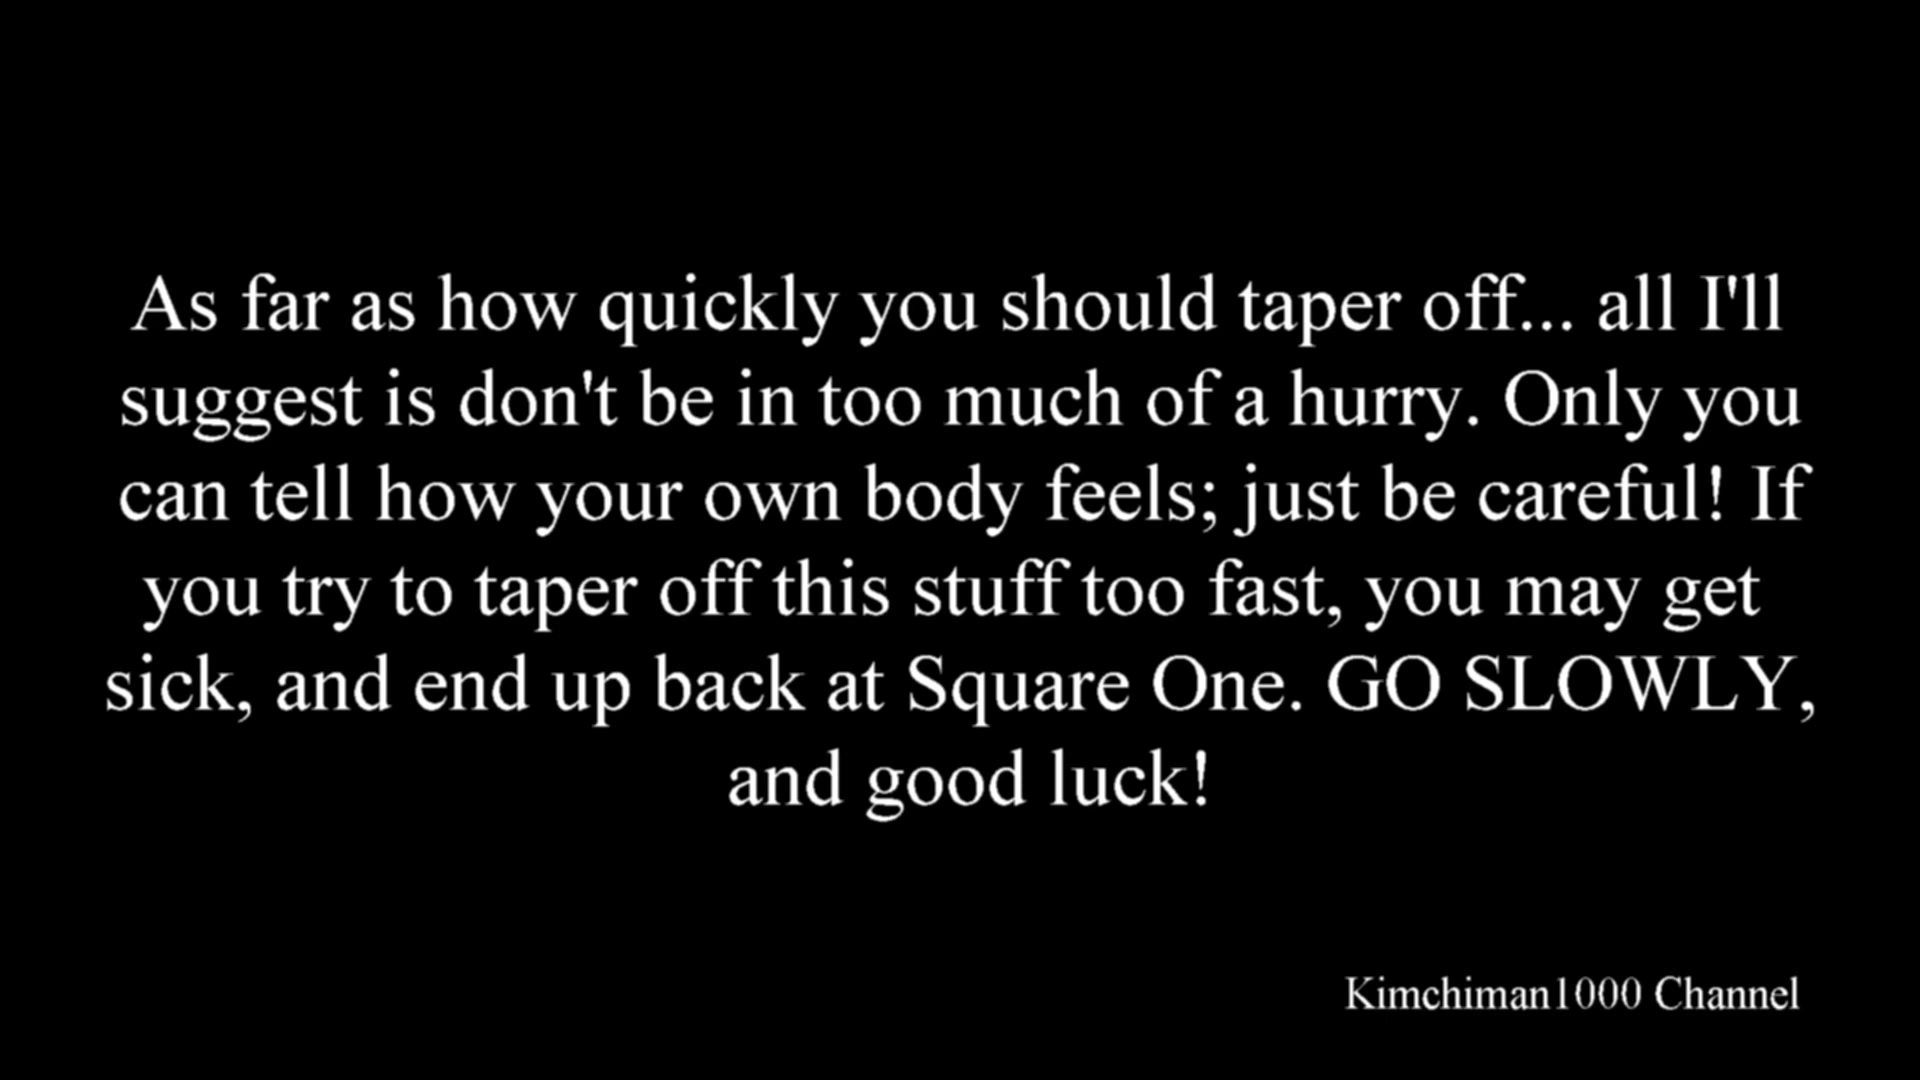 As far as how quickly you should taper off... all I'll
suggest is don't be in too much of a hurry. Only you
can tell how your own body feels; just be careful! If
you try to taper off this stuff too fast, you may get
sick, and end up back at Square One. GO SLOWLY,
and good luck!
Kimchiman1000 Channel